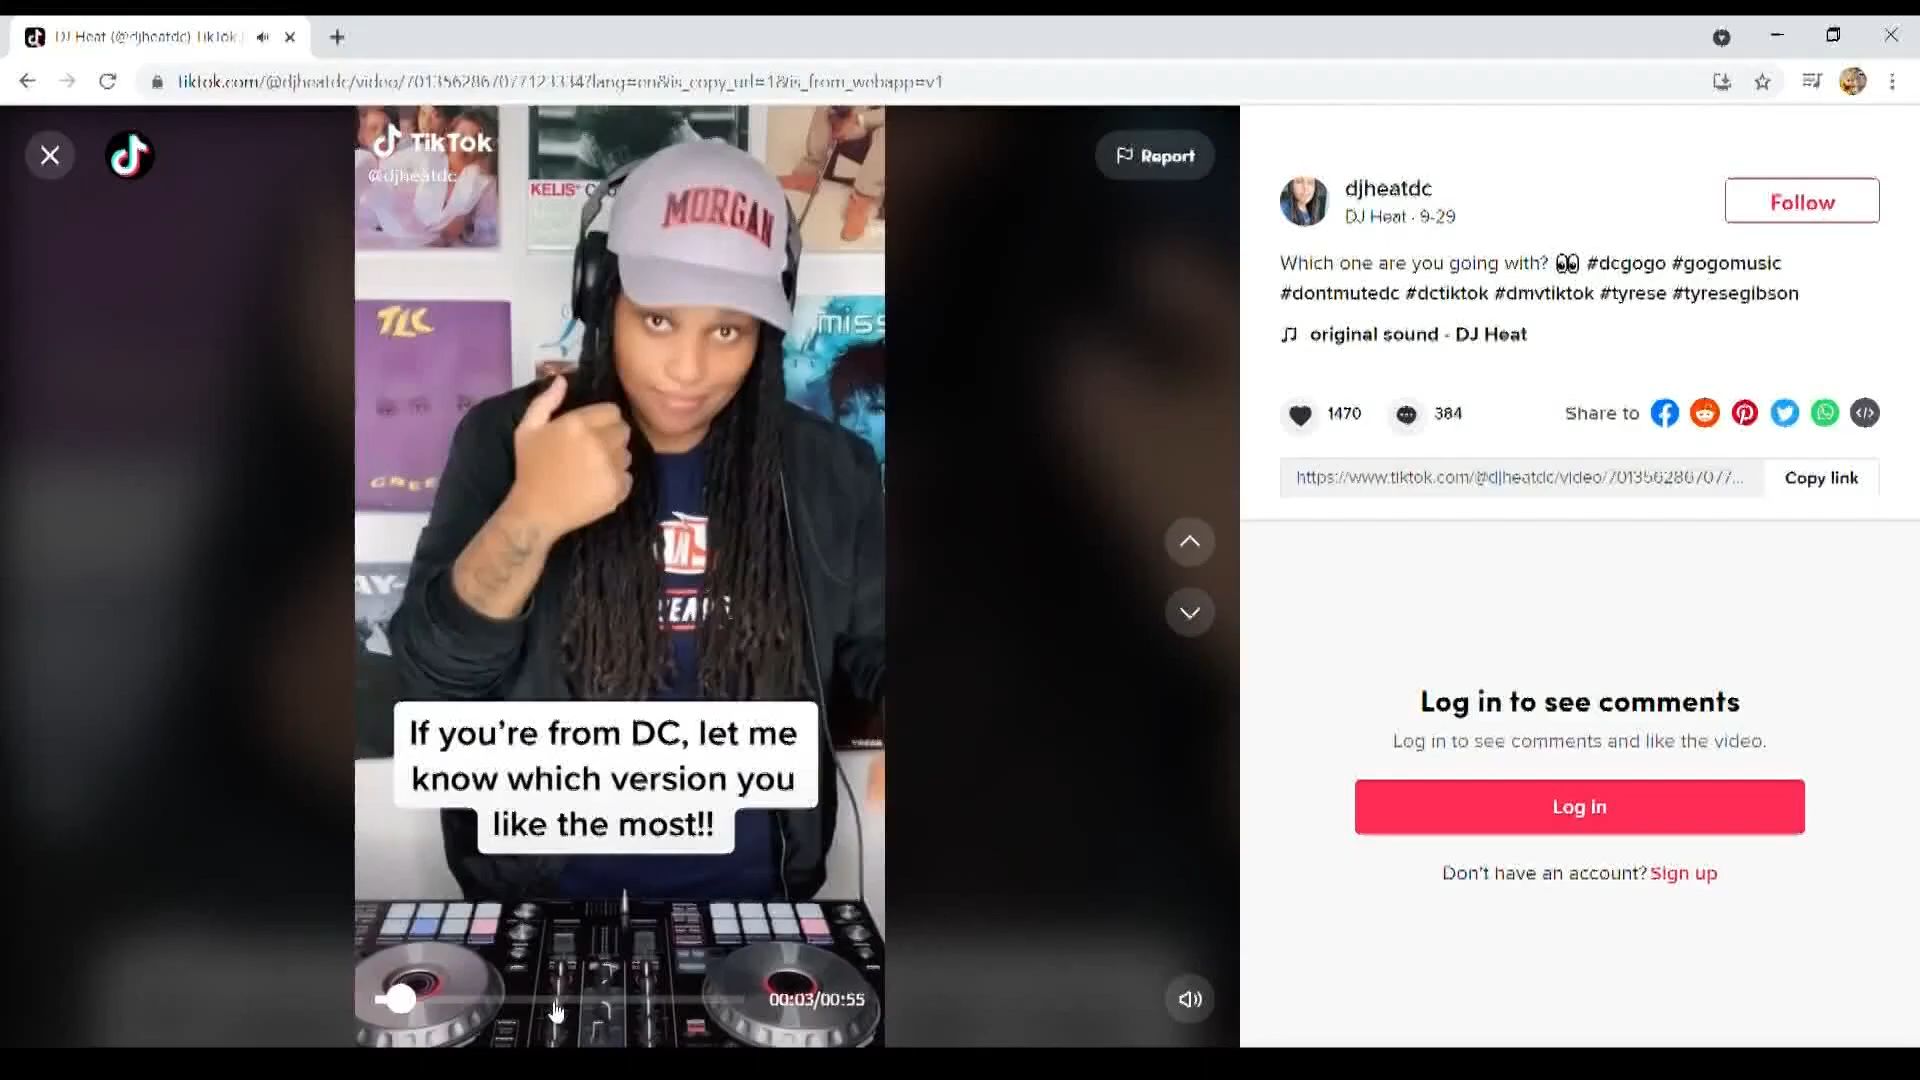 DJ Heat (@djheatdc) TikTok
tiktok.com/@djheatdc/video/7013562867077123334?lang=en&is_copy_url=1&is_from_webapp=v1
TikTok
@djheatdc
Report
KELIS
MORGAN
TLC
MISS
If you're from DC, let me
know which version you
like the most!!
00:03/00:55
djheatdc
DJ Heat · 9-29
Follow
Which one are you going with? 👀 #dcgogo #gogomusic
#dontmutedc #dctiktok #dmvtiktok #tyrese #tyresegibson
original sound - DJ Heat
1470
384
Share to
https://www.tiktok.com/@djheatdc/video/7013562867077...
Copy link
Log in to see comments
Log in to see comments and like the video.
Log in
Don't have an account? Sign up